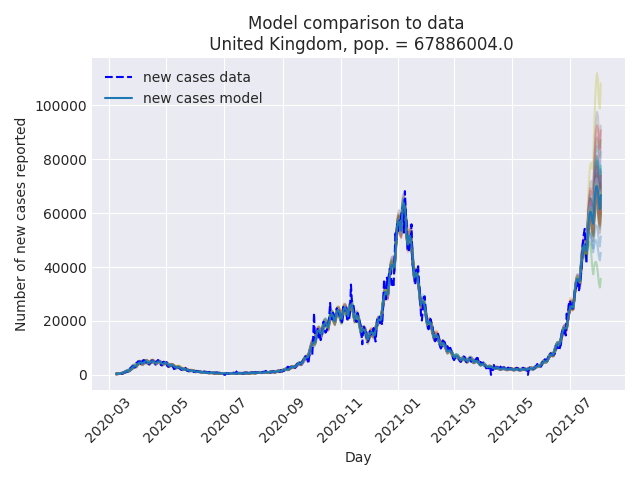 Model comparison to data
United Kingdom, pop. = 67886004.0
new cases data
new cases model
Number of new cases reported
100000
80000
60000
40000
20000
0
2020-03
2020-05
2020-07
2020-09
2020-11
2021-01
2021-03
2021-05
2021-07
Day